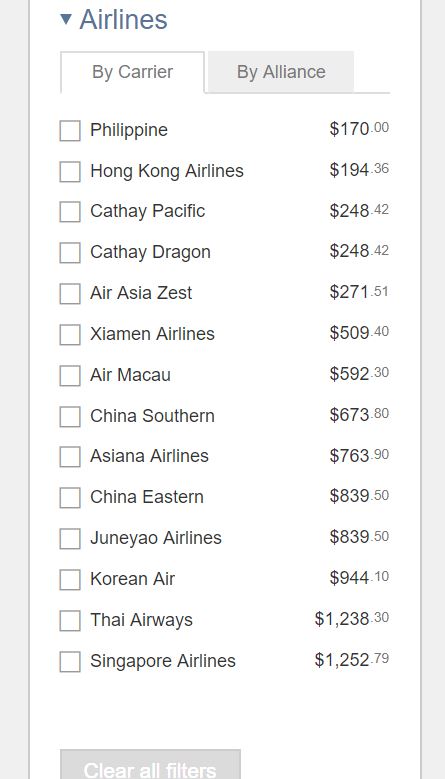 ▼ Airlines
By Carrier By Alliance
Philippine $170.00
Hong Kong Airlines $194.36
Cathay Pacific $248.42
Cathay Dragon $248.42
Air Asia Zest $271.51
Xiamen Airlines $509.40
Air Macau $592.30
China Southern $673.80
Asiana Airlines $763.90
China Eastern $839.50
Juneyao Airlines $839.50
Korean Air $944.10
Thai Airways $1,238.30
Singapore Airlines $1,252.79
Clear all filters